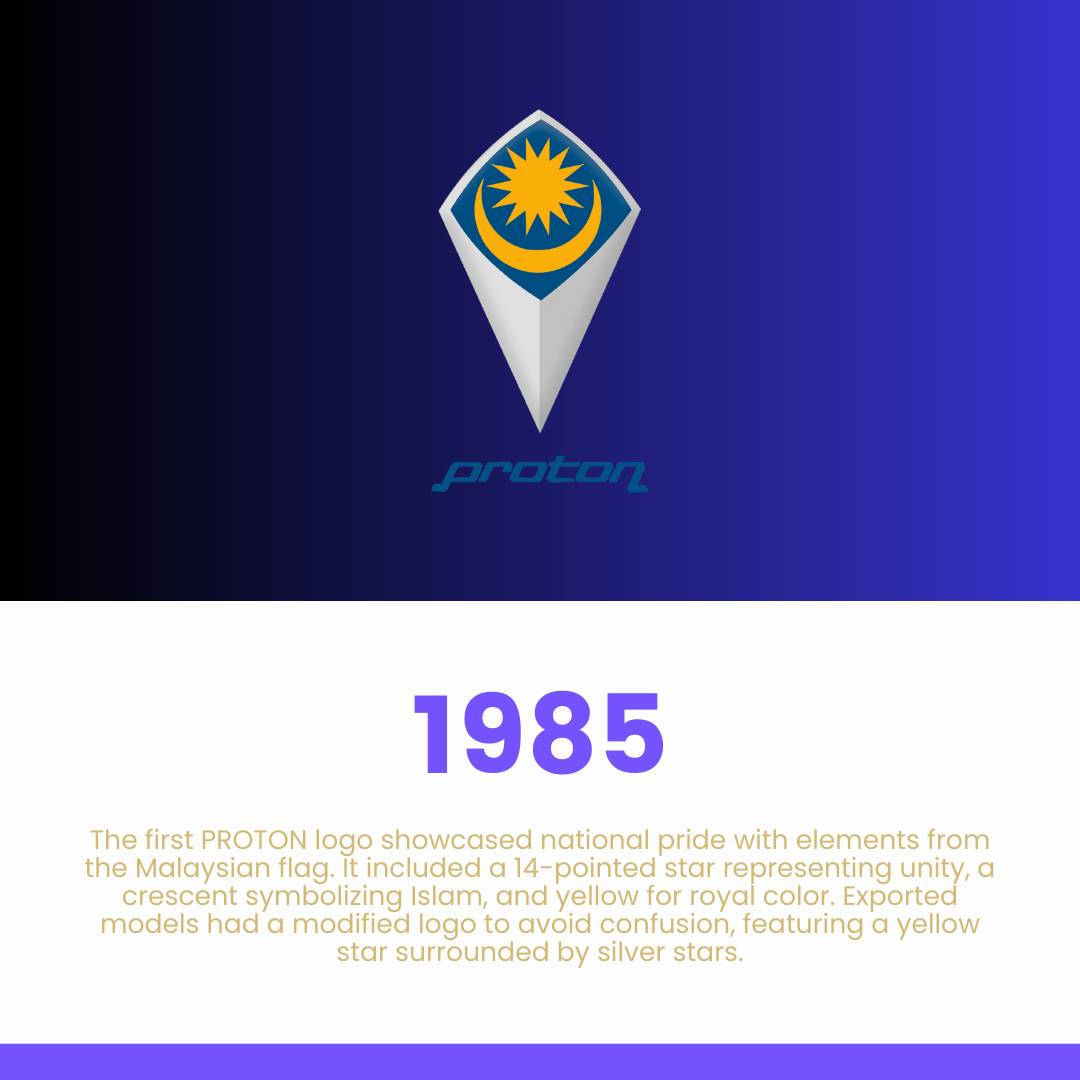 proton
1985
The first PROTON logo showcased national pride with elements from
the Malaysian flag. It included a 14-pointed star representing unity, a
crescent symbolizing Islam, and yellow for royal color. Exported
models had a modified logo to avoid confusion, featuring a yellow
star surrounded by silver stars.